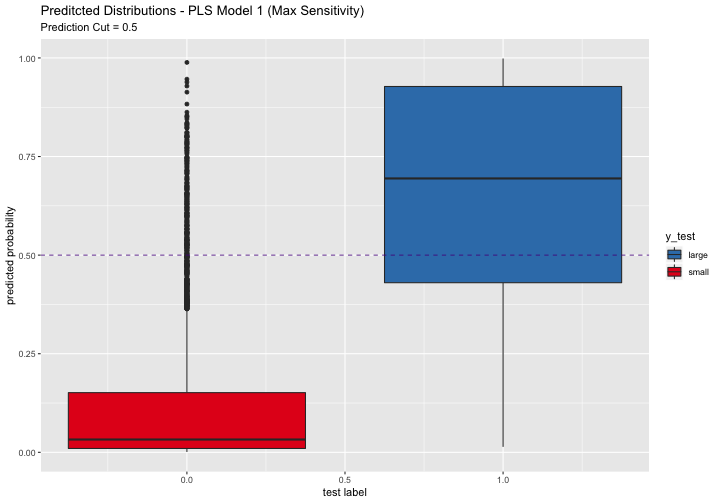 Preditcted Distributions - PLS Model 1 (Max Sensitivity)
Prediction Cut = 0.5
1.00
0.75
0.50
0.25
0.00
predicted probability
0.0
0.5
1.0
test label
y_test
large
small